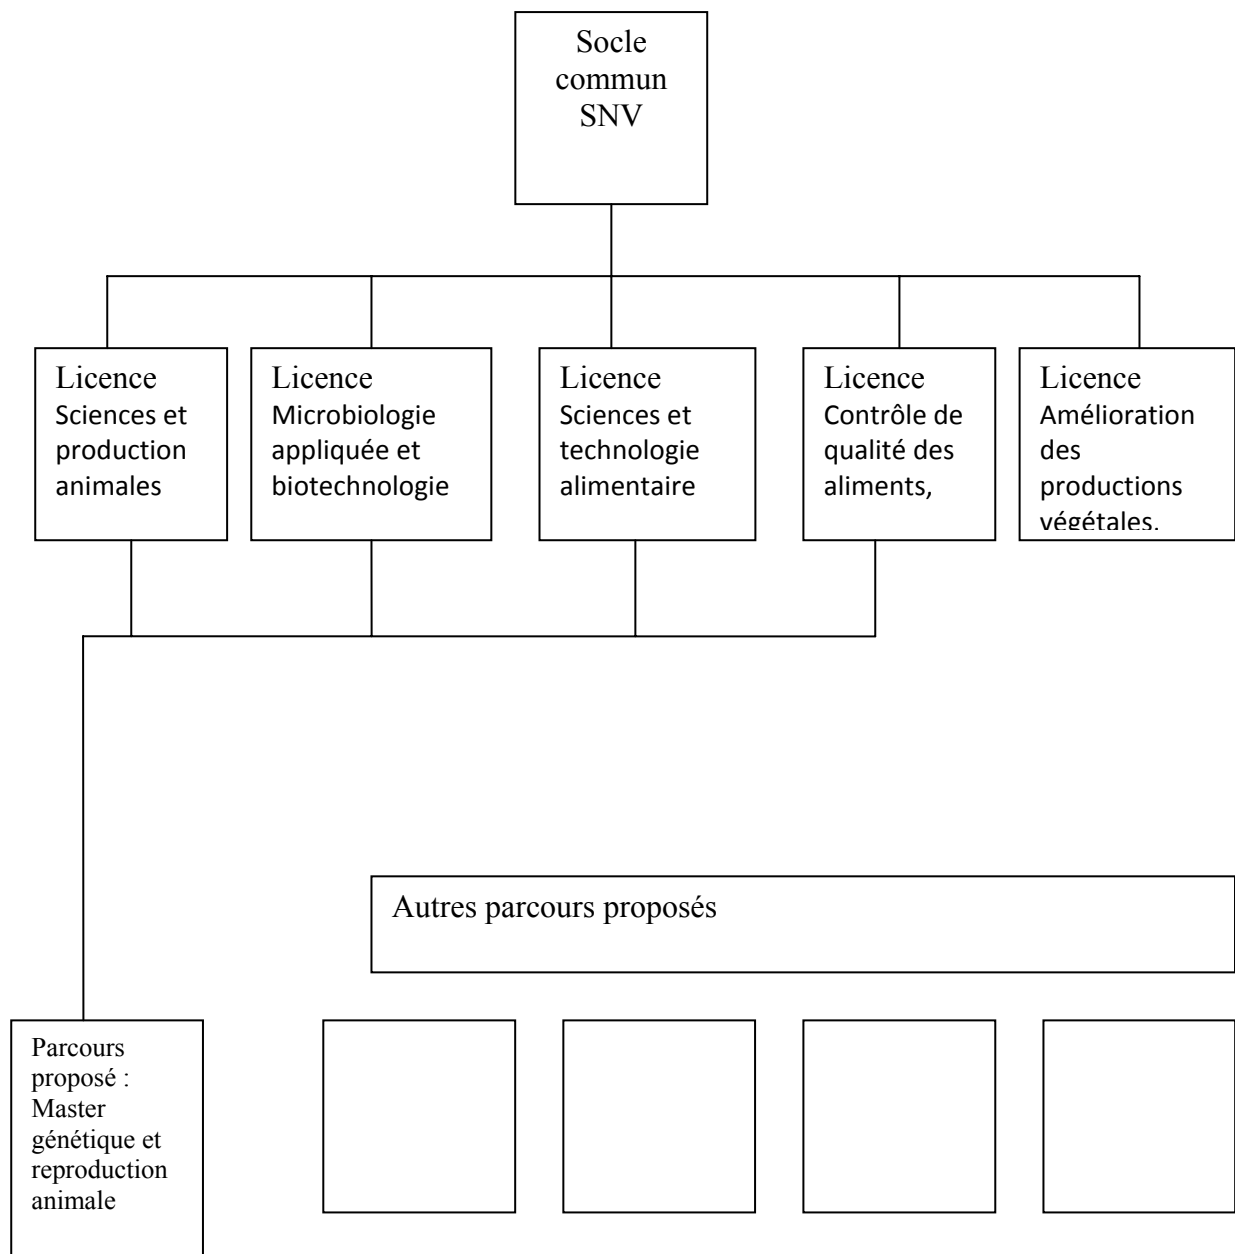 Socle
commun
SNV
Licence
Sciences et
production
animales
Licence
Microbiologie
appliquée et
biotechnologie
Licence
Sciences et
technologie
alimentaire
Licence
Contrôle de
qualité des
aliments,
Licence
Amélioration
des
productions
végétales.
Autres parcours proposés
Parcours
proposé :
Master
génétique et
reproduction
animale